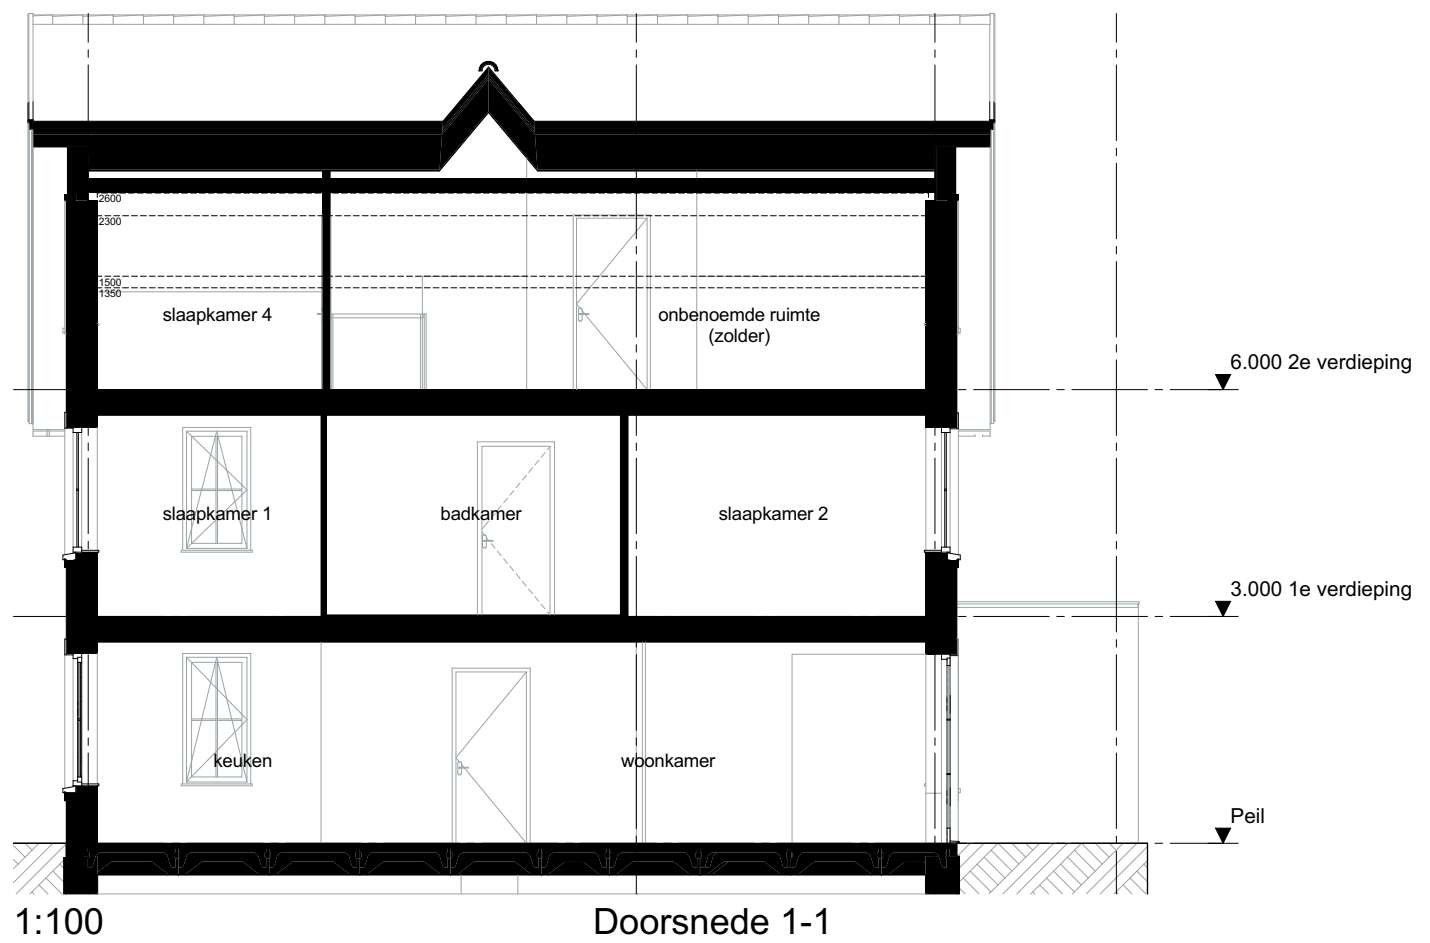 2600
2300
1500
1350
slaapkamer 4
onbenoemde ruimte
(zolder)
6.000 2e verdieping
slaapkamer 1
badkamer
slaapkamer 2
3.000 1e verdieping
keuken
woonkamer
Peil
1:100
Doorsnede 1-1